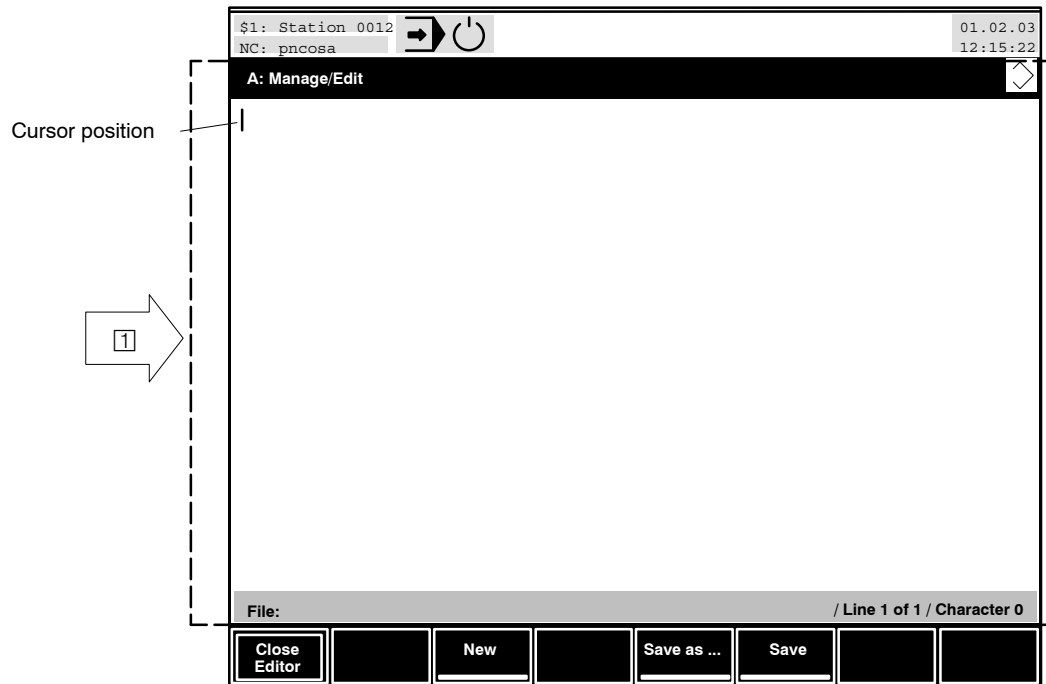 $1: Station 0012
NC: pncosa
01.02.03
12:15:22
A: Manage/Edit
Cursor position
1
File:
/ Line 1 of 1 / Character 0
Close
Editor
New
Save as ...
Save